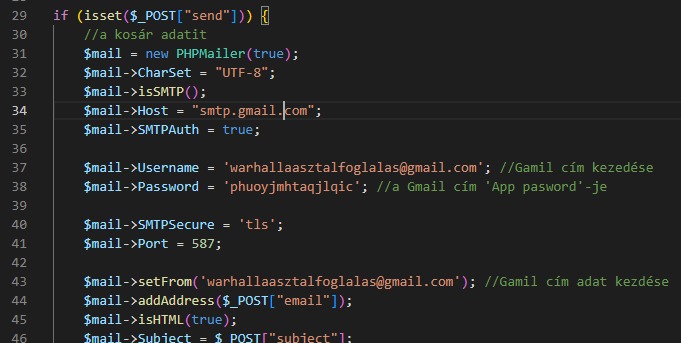 29 if (isset($_POST["send"])) {
30 //a kosár adatit
31 $mail = new PHPMailer(true);
32 $mail->CharSet = "UTF-8";
33 $mail->isSMTP();
34 $mail->Host = "smtp.gmail.com";
35 $mail->SMTPAuth = true;
36
37 $mail->Username = 'warhallaasztalfoglalas@gmail.com'; //Gamil cím kezedése
38 $mail->Password = 'phuoyjmhtaqjlqic'; //a Gmail cím 'App pasword'-je
39
40 $mail->SMTPSecure = 'tls';
41 $mail->Port = 587;
42
43 $mail->setFrom('warhallaasztalfoglalas@gmail.com'); //Gamil cím adat kezdése
44 $mail->addAddress($_POST["email"]);
45 $mail->isHTML(true);
46 $mail->Subject = $_POST["subject"];